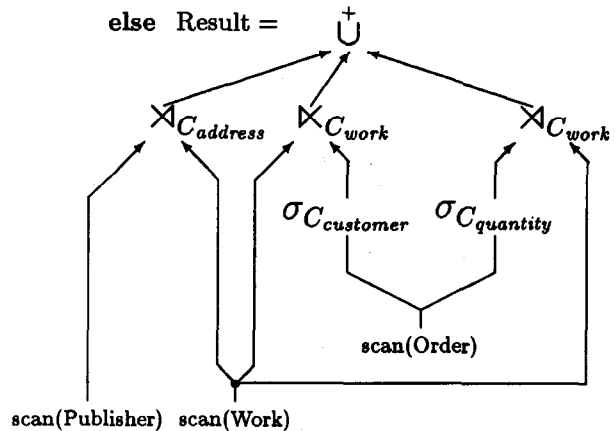 else Result = ∪+
⋊C_address ⋉C_work ⋊C_work
σC_customer σC_quantity
scan(Order)
scan(Publisher) scan(Work)